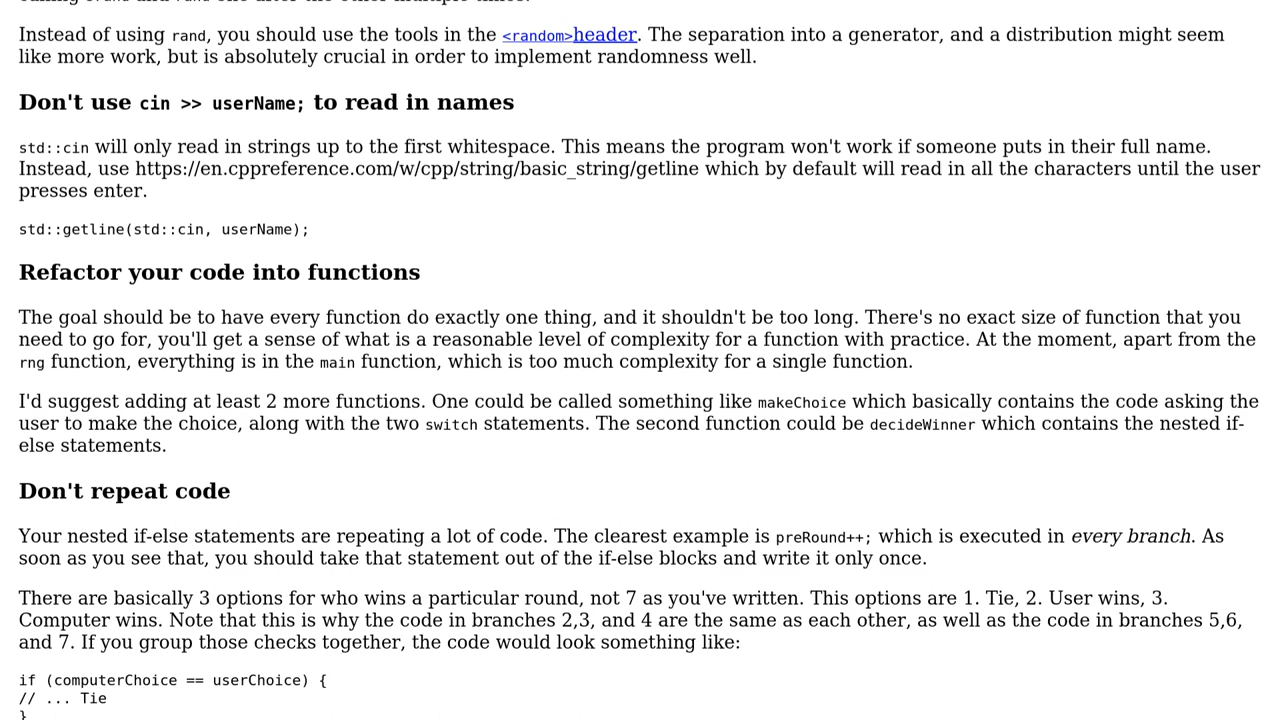 Instead of using rand, you should use the tools in the <random>header. The separation into a generator, and a distribution might seem
like more work, but is absolutely crucial in order to implement randomness well.
Don't use cin >> userName; to read in names
std::cin will only read in strings up to the first whitespace. This means the program won't work if someone puts in their full name.
Instead, use https://en.cppreference.com/w/cpp/string/basic_string/getline which by default will read in all the characters until the user
presses enter.
std::getline(std::cin, userName);
Refactor your code into functions
The goal should be to have every function do exactly one thing, and it shouldn't be too long. There's no exact size of function that you
need to go for, you'll get a sense of what is a reasonable level of complexity for a function with practice. At the moment, apart from the
rng function, everything is in the main function, which is too much complexity for a single function.
I'd suggest adding at least 2 more functions. One could be called something like makeChoice which basically contains the code asking the
user to make the choice, along with the two switch statements. The second function could be decideWinner which contains the nested if-
else statements.
Don't repeat code
Your nested if-else statements are repeating a lot of code. The clearest example is preRound++; which is executed in every branch. As
soon as you see that, you should take that statement out of the if-else blocks and write it only once.
There are basically 3 options for who wins a particular round, not 7 as you've written. This options are 1. Tie, 2. User wins, 3.
Computer wins. Note that this is why the code in branches 2,3, and 4 are the same as each other, as well as the code in branches 5,6,
and 7. If you group those checks together, the code would look something like:
if (computerChoice == userChoice) {
// ... Tie
}